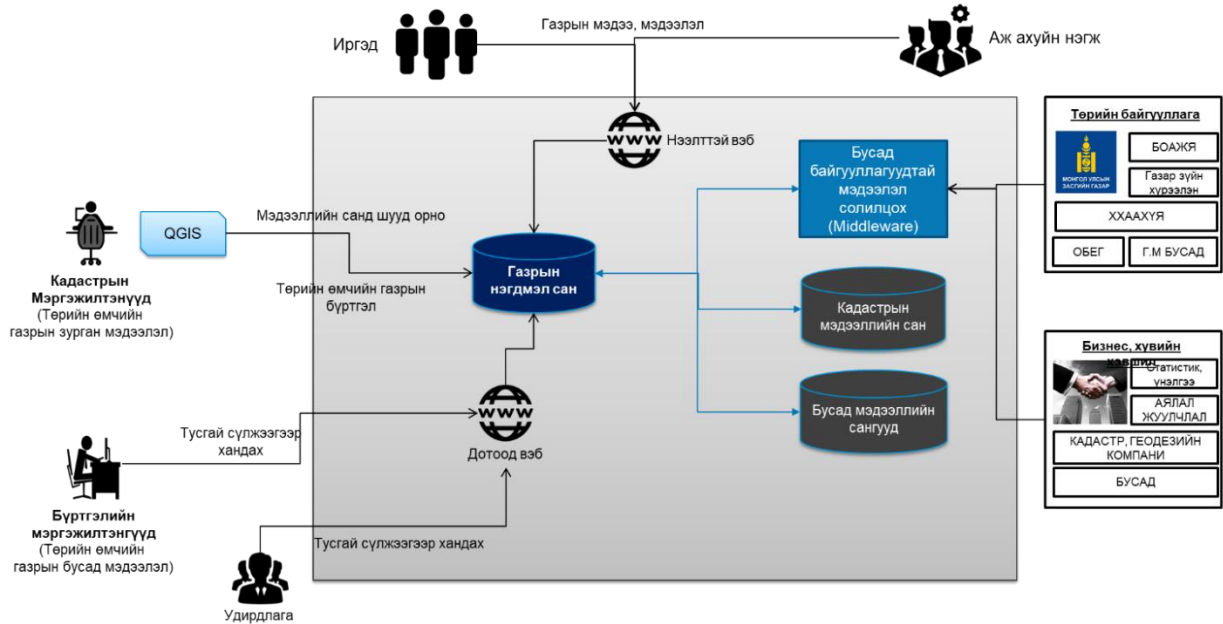 Иргэд
Газрын мэдээ, мэдээлэл
Аж ахуйн нэгж
WWW
Нээлттэй вэб
Бусад
байгууллагуудтай
мэдээлэл
солилцох
(Middleware)
Төрийн байгууллага
МОНГОЛ УЛСЫН
ЗАСГИЙН ГАЗАР
БОАЖЯ
Газар зүйн
хүрээлэн
ХХААХҮЯ
ОБЕГ
Г.М БУСАД
QGIS
Мэдээллийн санд шууд орно
Кадастрын
Мэргэжилтэнүүд
(Төрийн өмчийн
газрын зурган мэдээлэл)
Төрийн өмчийн газрын
бүртгэл
Газрын
нэгдмэл сан
Кадастрын
мэдээллийн сан
Бусад мэдээллийн
сангууд
Бизнес, хувийн
хэвшил
Статистик,
үнэлгээ
АЯЛАЛ
ЖУУЛЧЛАЛ
КАДАСТР, ГЕОДЕЗИЙН
КОМПАНИ
БУСАД
WWW
Дотоод вэб
Тусгай сүлжээгээр
хандах
Бүртгэлийн
мэргэжилтэнгүүд
(Төрийн өмчийн
газрын бусад мэдээлэл)
Тусгай сүлжээгээр хандах
Удирдлага